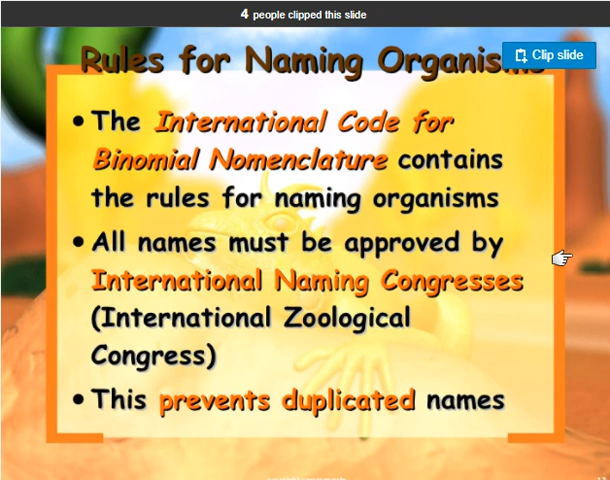 4 people clipped this slide
Rules for Naming Organisms
Clip slide
• The International Code for
Binomial Nomenclature contains
the rules for naming organisms
• All names must be approved by
International Naming Congresses
(International Zoological
Congress)
• This prevents duplicated names